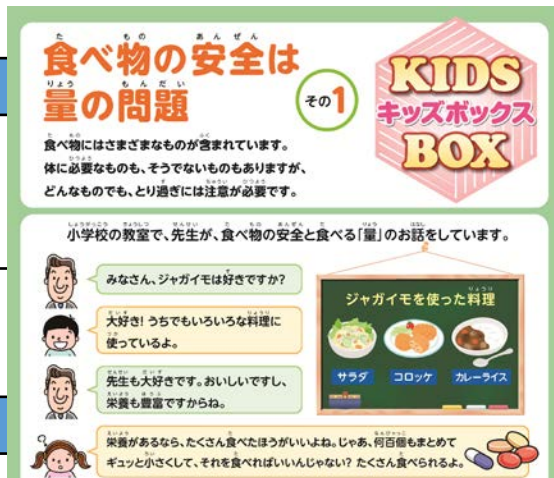 食べ物の安全は
量の問題
その1
KIDS
キッズボックス
BOX
食べ物にはさまざまなものが含まれています。
体に必要なものも、そうでないものもありますが、
どんなものでも、とり過ぎには注意が必要です。
小学校の教室で、先生が、食べ物の安全と食べる「量」のお話をしています。
みなさん、ジャガイモは好きですか?
大好き! うちでもいろいろな料理に
使っているよ。
先生も大好きです。おいしいですし、
栄養も豊富ですからね。
ジャガイモを使った料理
サラダ コロッケ カレーライス
栄養があるなら、たくさん食べたほうがいいよね。じゃあ、何百個もまとめて
ギュッと小さくして、それを食べればいいんじゃない? たくさん食べられるよ。